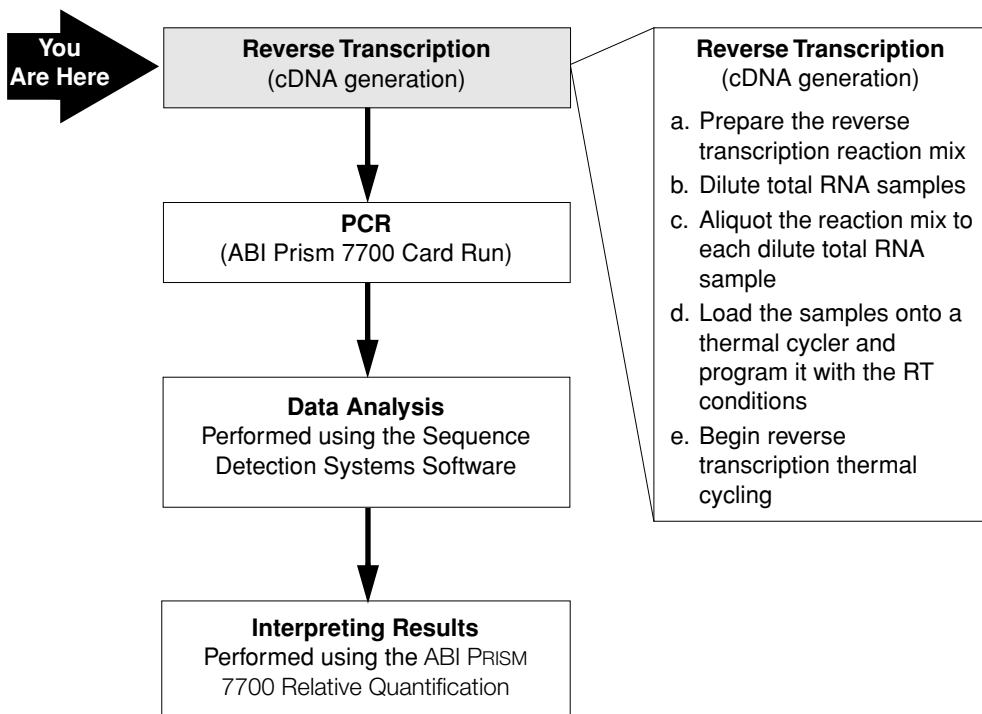 You
Are Here
Reverse Transcription
(cDNA generation)
PCR
(ABI Prism 7700 Card Run)
Data Analysis
Performed using the Sequence
Detection Systems Software
Interpreting Results
Performed using the ABI PRISM
7700 Relative Quantification
Reverse Transcription
(cDNA generation)
a. Prepare the reverse
transcription reaction mix
b. Dilute total RNA samples
c. Aliquot the reaction mix to
each dilute total RNA
sample
d. Load the samples onto a
thermal cycler and
program it with the RT
conditions
e. Begin reverse
transcription thermal
cycling